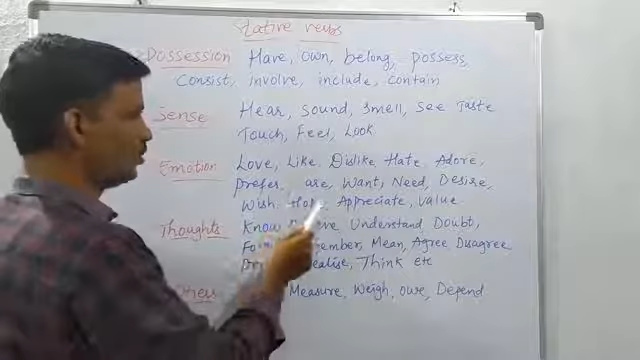 Stative verbs
Possession Have, own, belong, possess,
Consist, involve, include, contain
Sense Hear, Sound, Smell, See Taste
Touch, Feel, Look
Emotion Love, Like, Dislike, Hate, Adore,
Prefer, Want, Need, Desire,
Wish Appreciate, Value
Thoughts Know Understand Doubt,
Mean, Agree, Disagree
Think etc
Others Measure, Weigh, owe, Depend